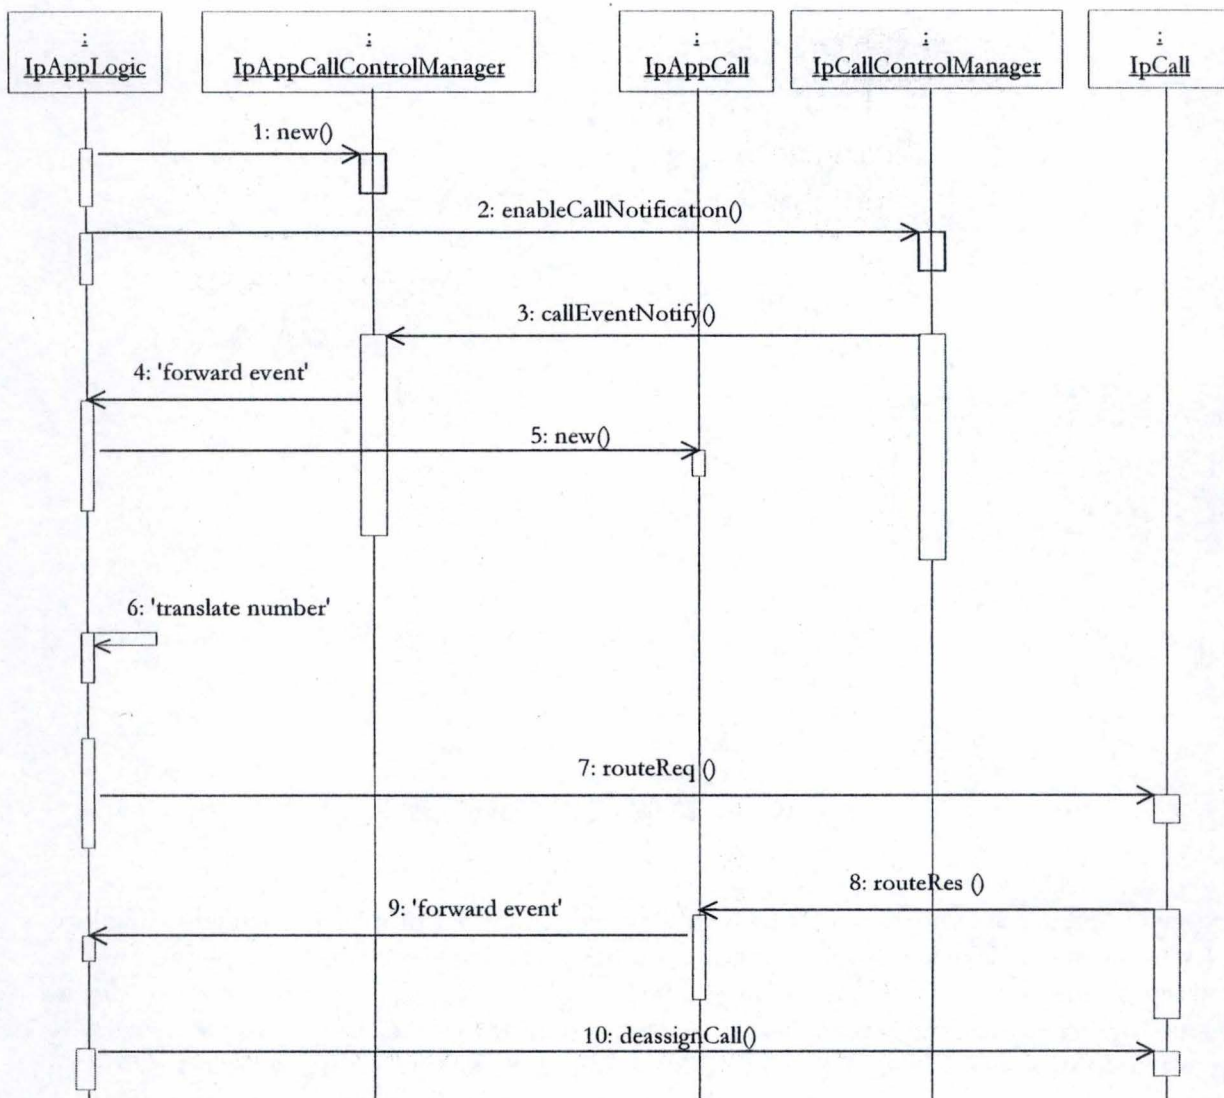 :
IpAppLogic
:
IpAppCallControlManager
:
IpAppCall
:
IpCallControlManager
:
IpCall
1: new()
2: enableCallNotification()
3: callEventNotify()
4: 'forward event'
5: new()
6: 'translate number'
7: routeReq ()
8: routeRes ()
9: 'forward event'
10: deassignCall()